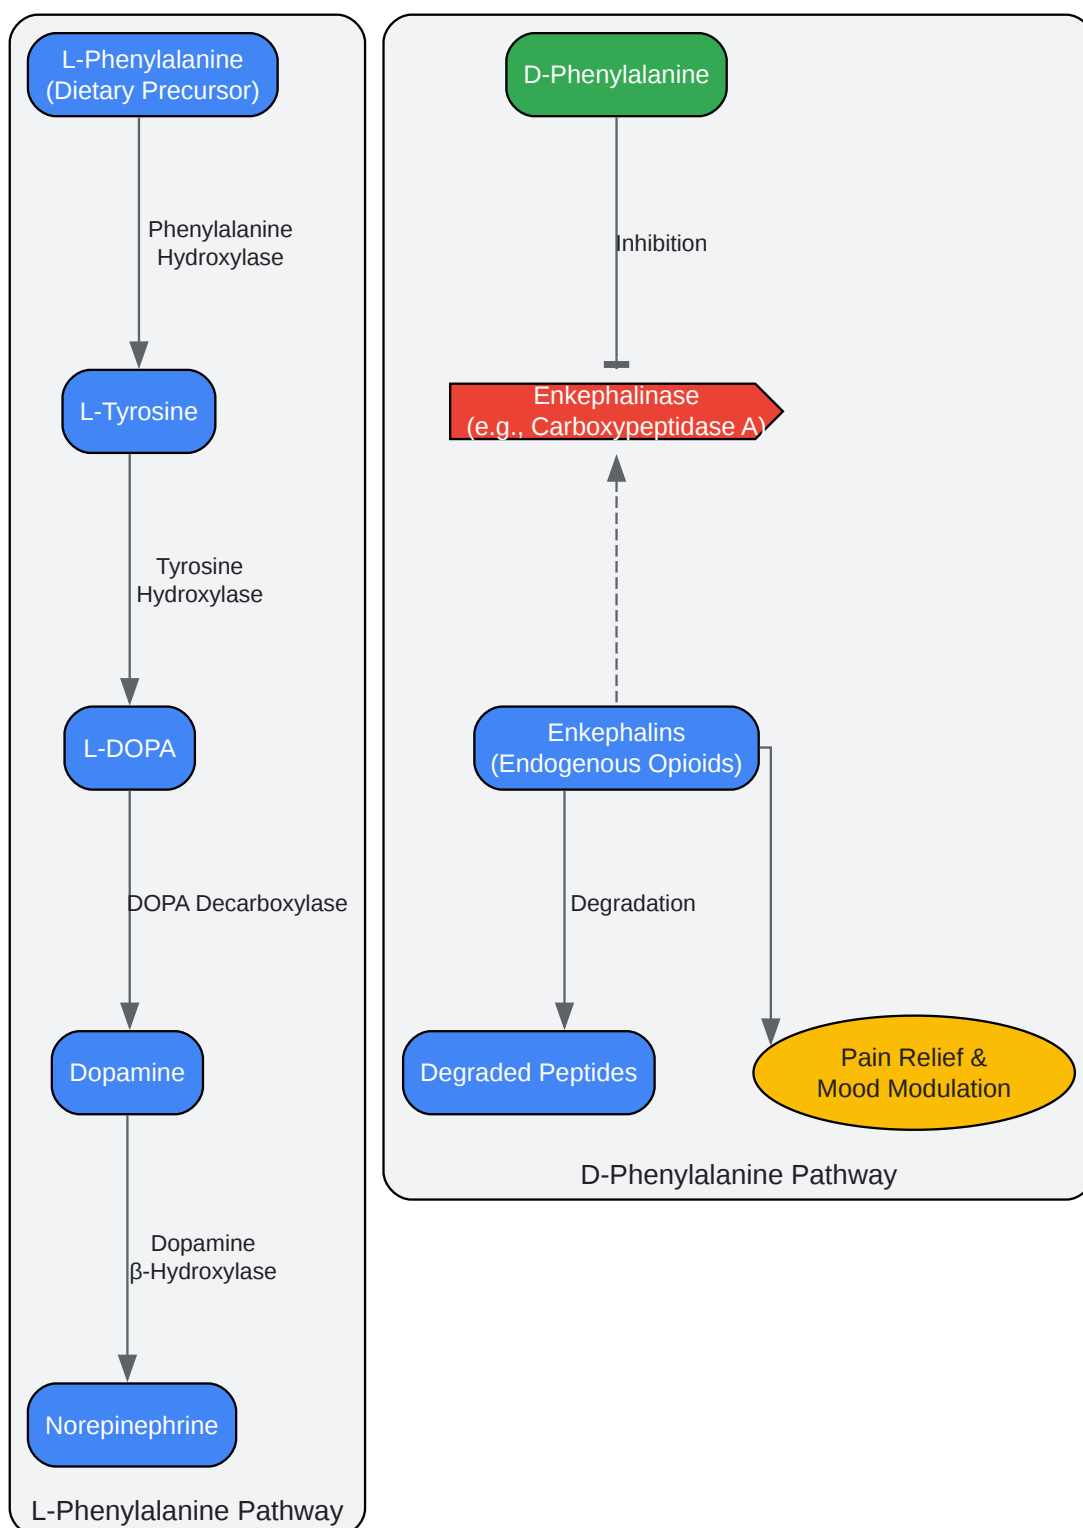 L-Phenylalanine
(Dietary Precursor)
Phenylalanine
Hydroxylase
L-Tyrosine
Tyrosine
Hydroxylase
L-DOPA
DOPA Decarboxylase
Dopamine
Dopamine
β-Hydroxylase
Norepinephrine
L-Phenylalanine Pathway
D-Phenylalanine
Inhibition
Enkephalinase
(e.g., Carboxypeptidase A)
Enkephalins
(Endogenous Opioids)
Degradation
Degraded Peptides
Pain Relief &
Mood Modulation
D-Phenylalanine Pathway